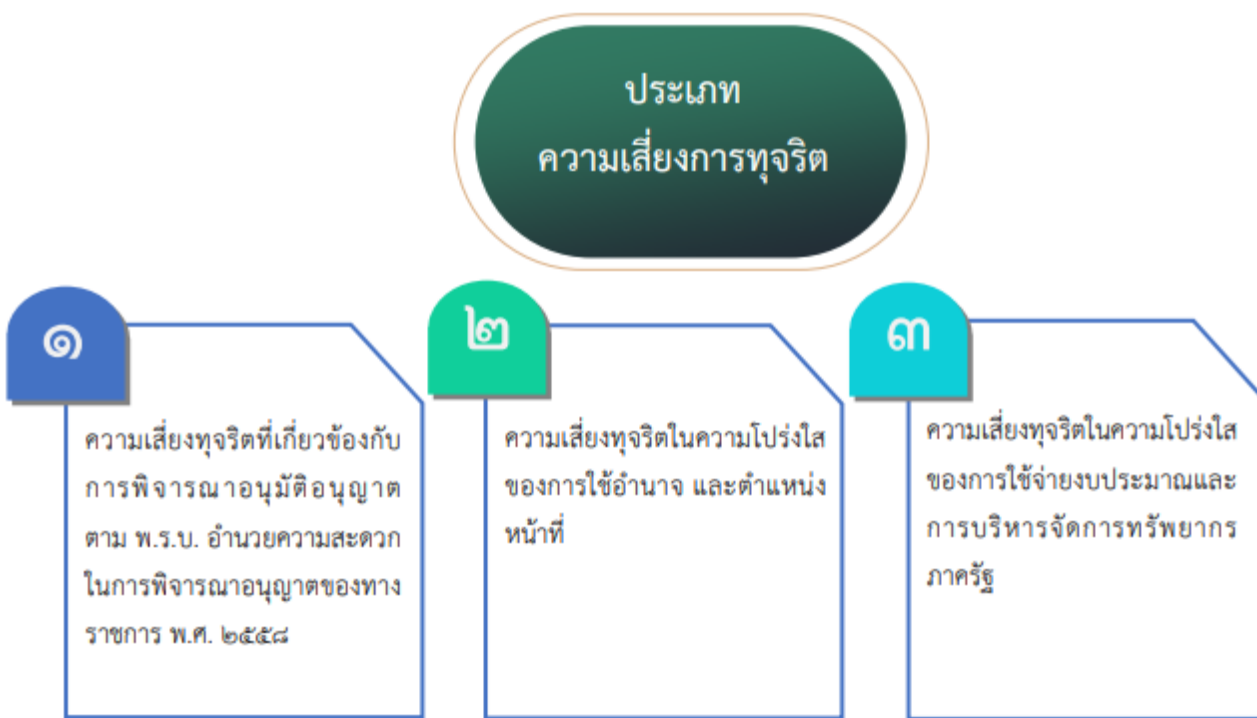 ประเภท
ความเสี่ยงการทุจริต
๑
ความเสี่ยงทุจริตที่เกี่ยวข้องกับ
การพิจารณาอนุมัติอนุญาต
ตาม พ.ร.บ. อำนวยความสะดวก
ในการพิจารณาอนุญาตของทาง
ราชการ พ.ศ. ๒๕๕๘
๒
ความเสี่ยงทุจริตในความโปร่งใส
ของการใช้อำนาจ และตำแหน่ง
หน้าที่
๓
ความเสี่ยงทุจริตในความโปร่งใส
ของการใช้จ่ายงบประมาณและ
การบริหารจัดการทรัพยากร
ภาครัฐ